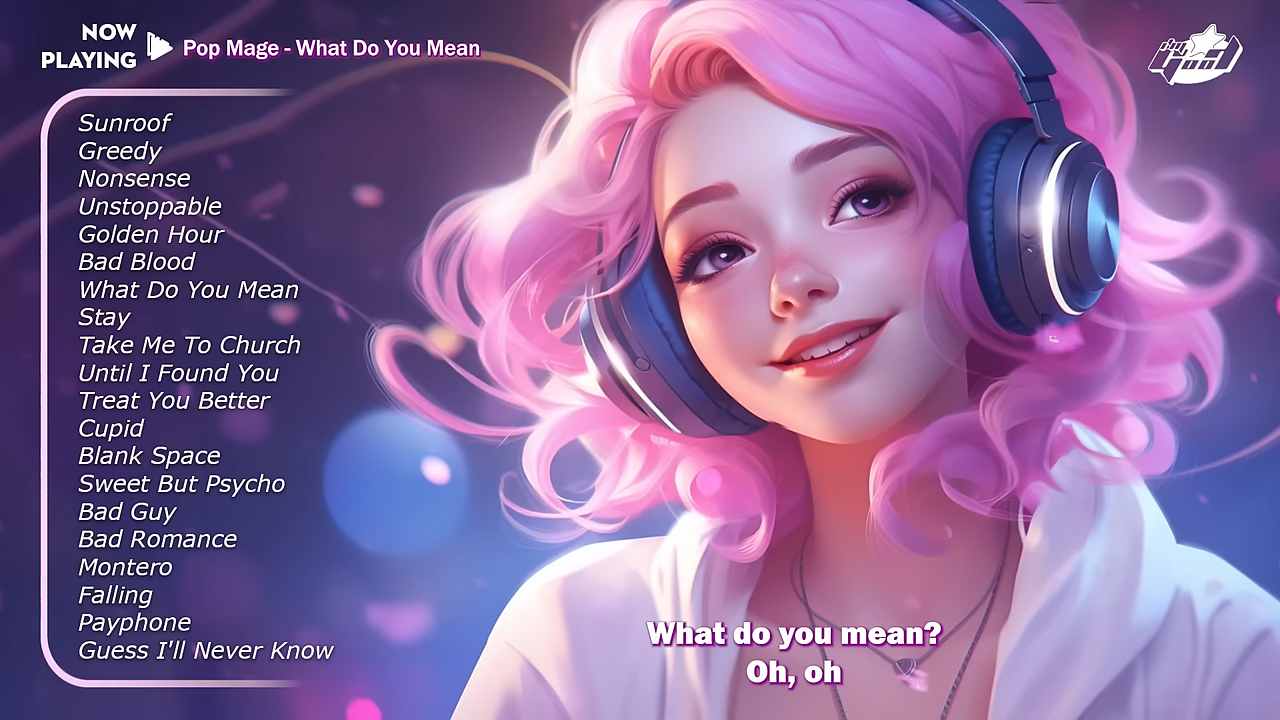 NOW
PLAYING
Pop Mage - What Do You Mean
Sunroof
Greedy
Nonsense
Unstoppable
Golden Hour
Bad Blood
What Do You Mean
Stay
Take Me To Church
Until I Found You
Treat You Better
Cupid
Blank Space
Sweet But Psycho
Bad Guy
Bad Romance
Montero
Falling
Payphone
Guess I'll Never Know
What do you mean?
Oh, oh